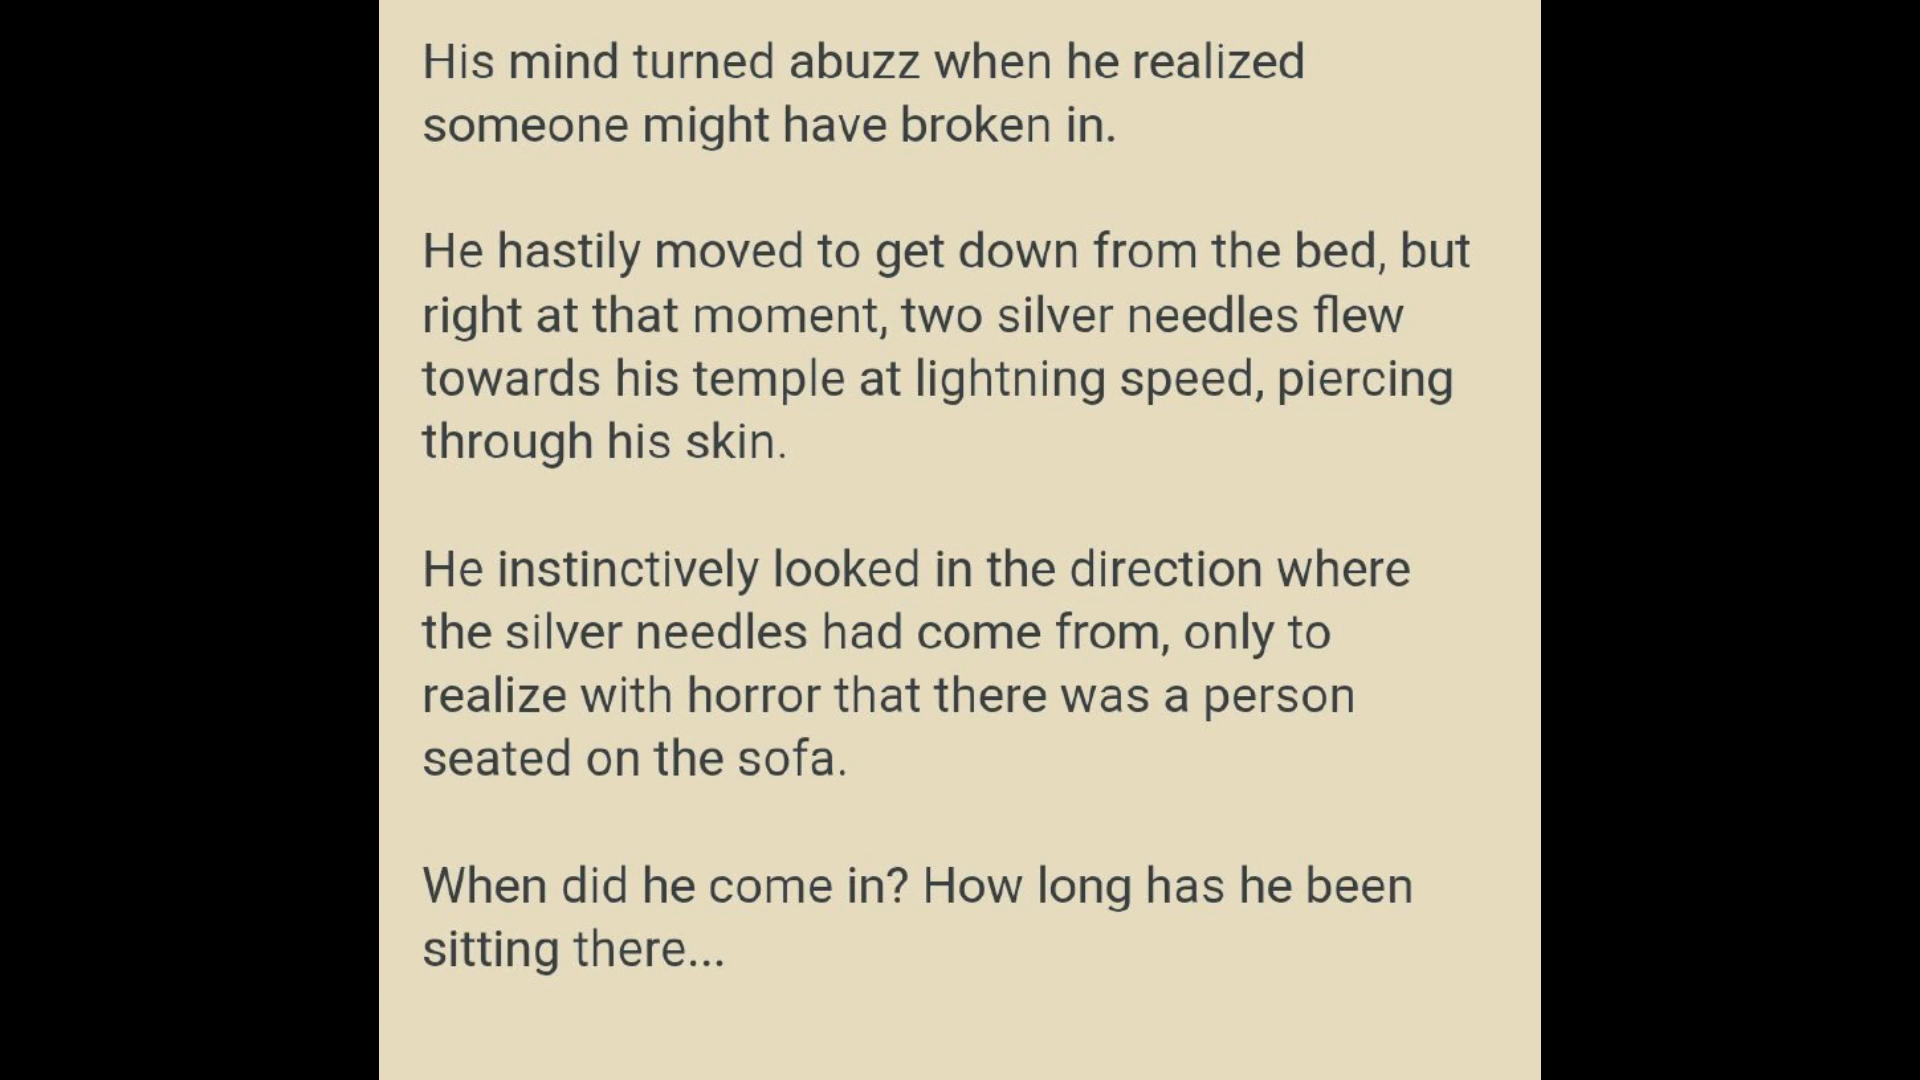 His mind turned abuzz when he realized
someone might have broken in.
He hastily moved to get down from the bed, but
right at that moment, two silver needles flew
towards his temple at lightning speed, piercing
through his skin.
He instinctively looked in the direction where
the silver needles had come from, only to
realize with horror that there was a person
seated on the sofa.
When did he come in? How long has he been
sitting there...